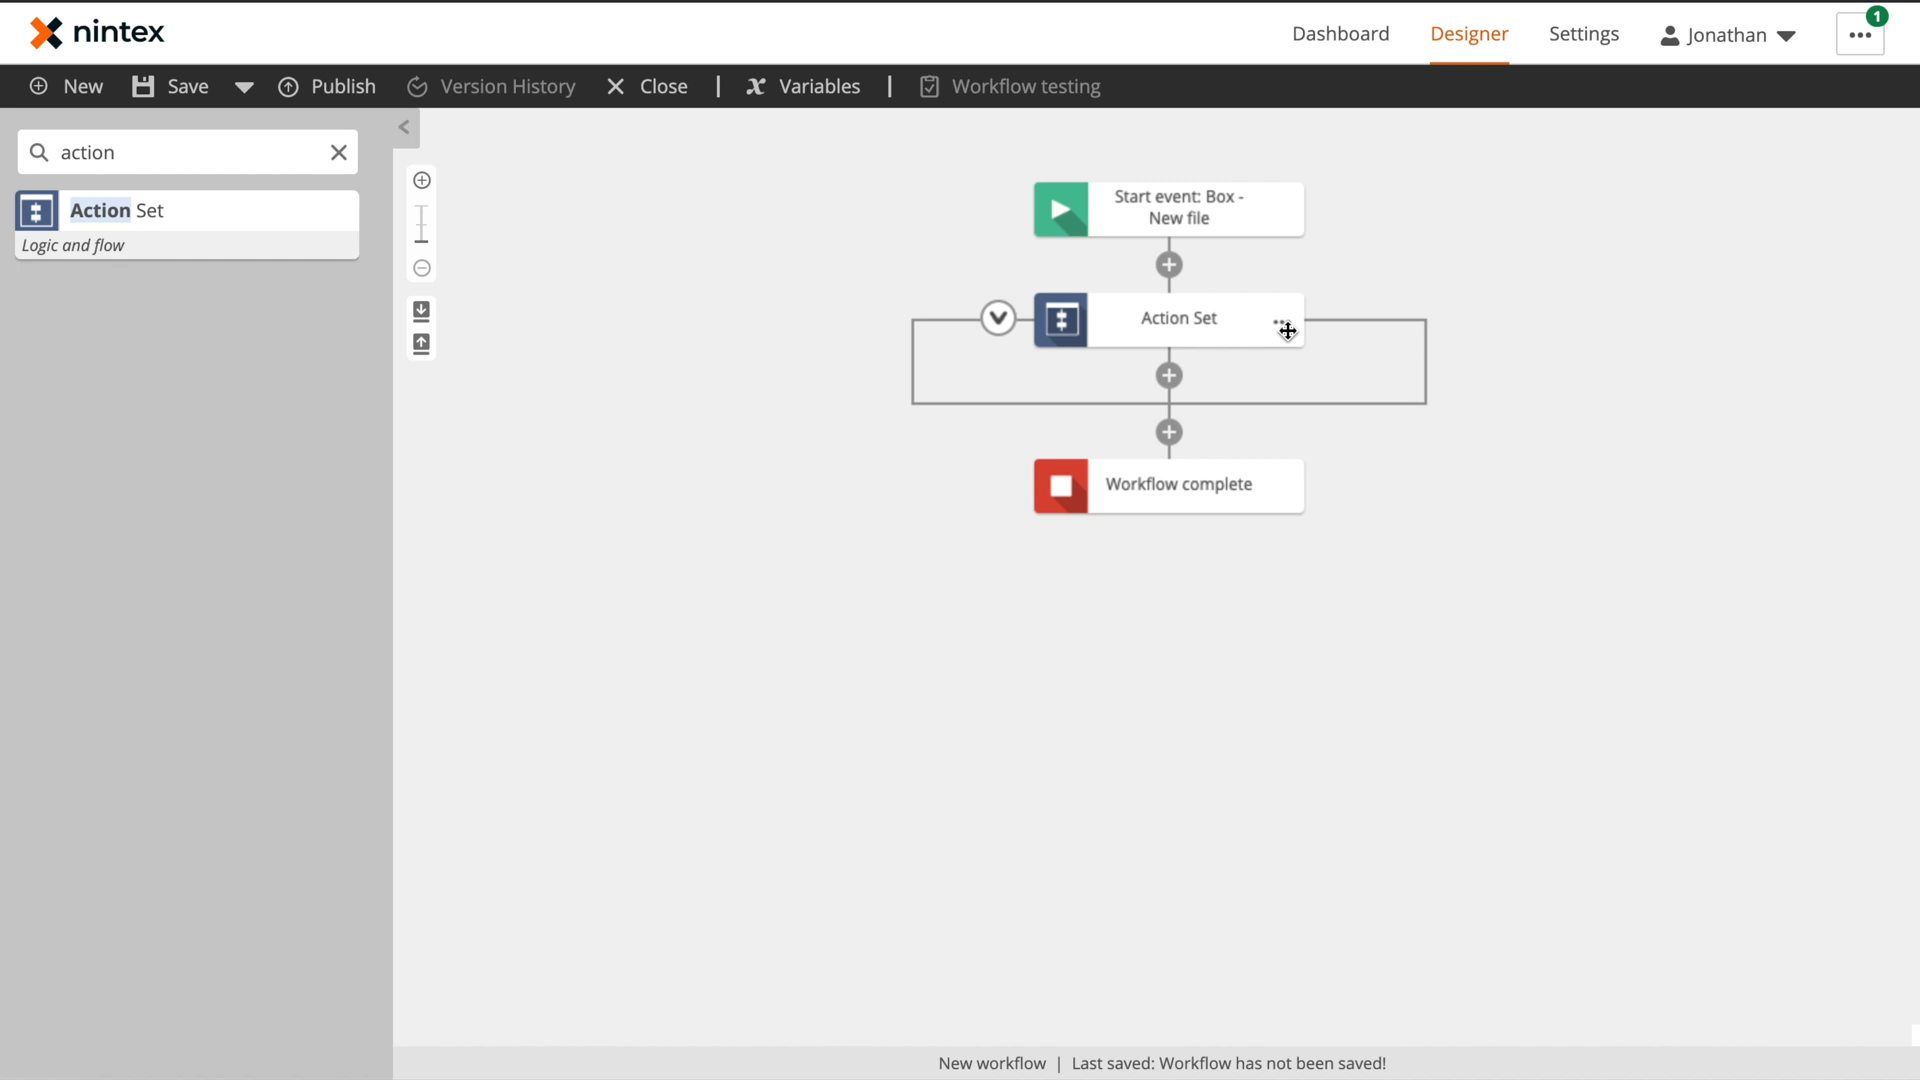 nintex
Dashboard
Designer
Settings
Jonathan
1
New
Save
Publish
Version History
Close
Variables
Workflow testing
action
Action Set
Logic and flow
Start event: Box -
New file
Action Set
Workflow complete
New workflow | Last saved: Workflow has not been saved!